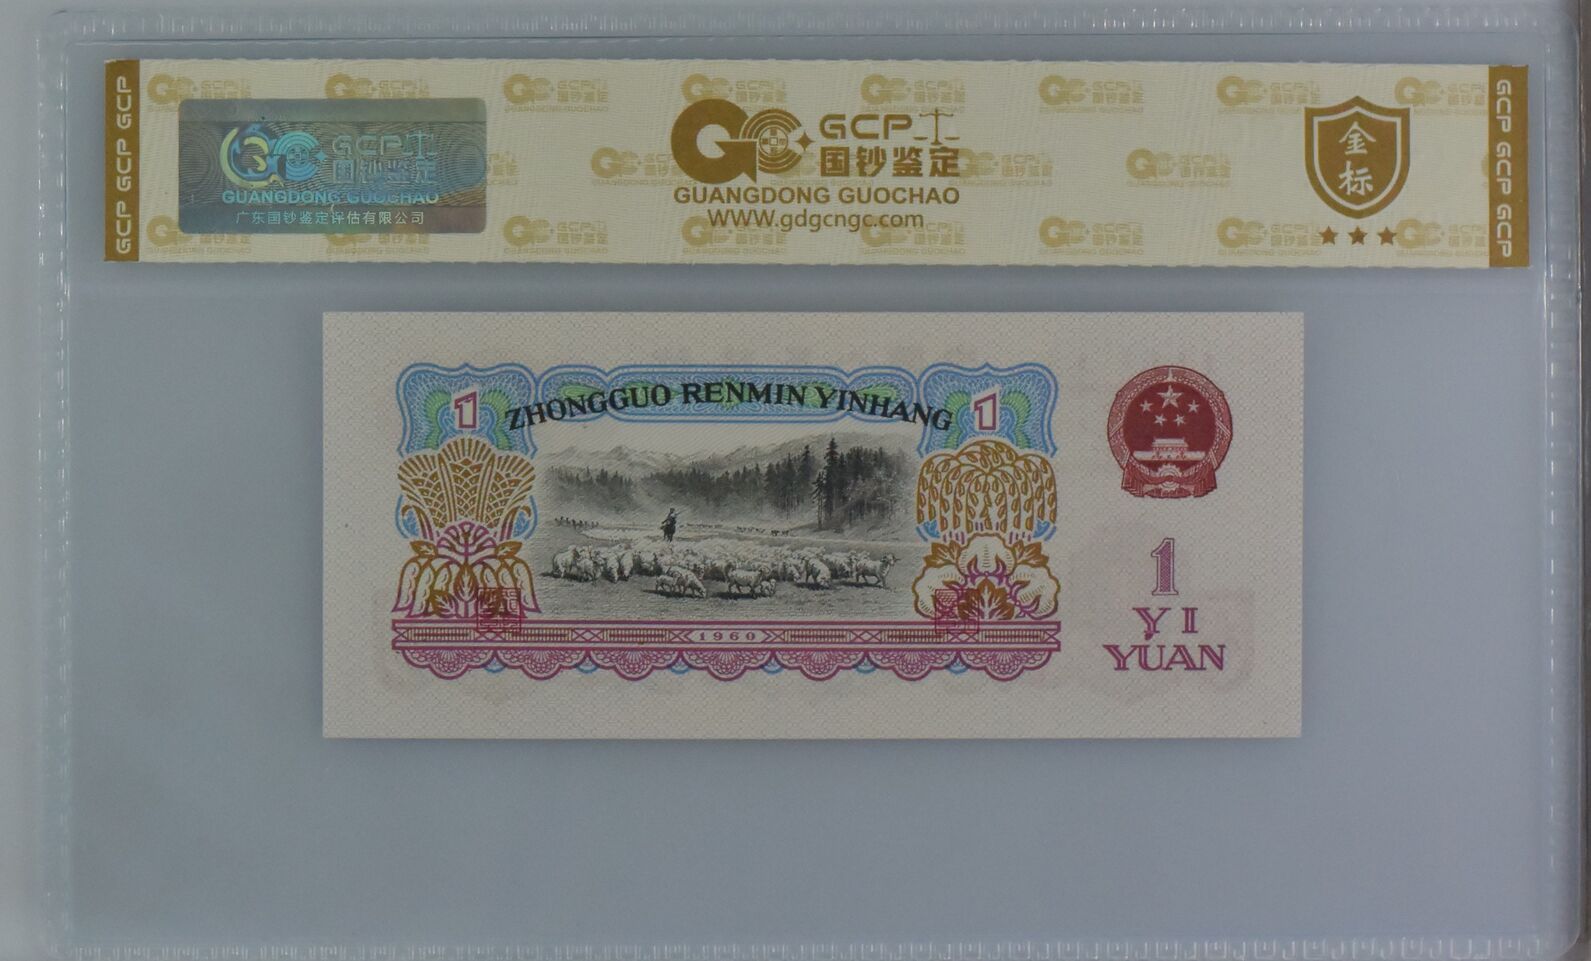 GCP GCP GCP
GCP
国钞鉴定
GUANGDONG GUOCHAO
广东国钞鉴定评估有限公司
GCP
国钞鉴定
GUANGDONG GUOCHAO
WWW.gdgcngc.com
金
标
GCP GCP GCP
1
ZHONGGUO RENMIN YINHANG
1
1960
1
YI
YUAN